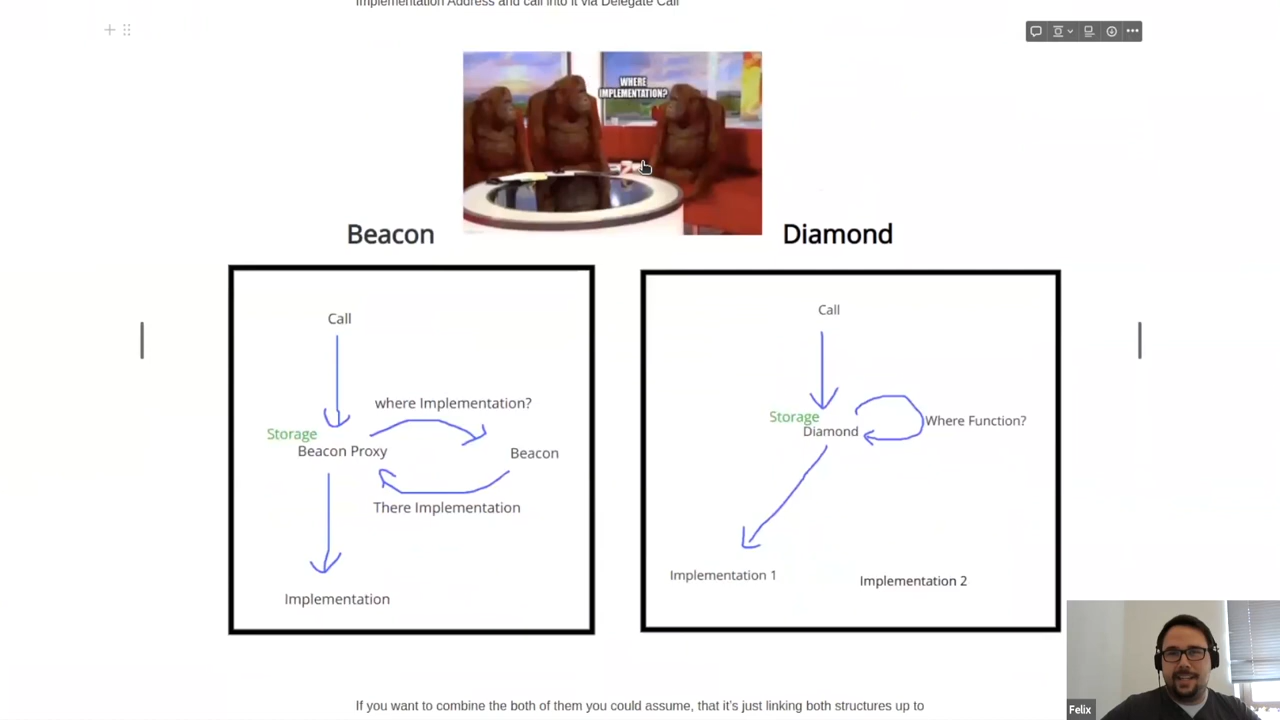 Implementation Address and call into it via Delegate Call
WHERE
IMPLEMENTATION?
Beacon
Diamond
Call
where Implementation?
Storage
Beacon Proxy
Beacon
There Implementation
Implementation
Call
Storage
Diamond
Where Function?
Implementation 1
Implementation 2
If you want to combine the both of them you could assume, that it's just linking both structures up to
Felix